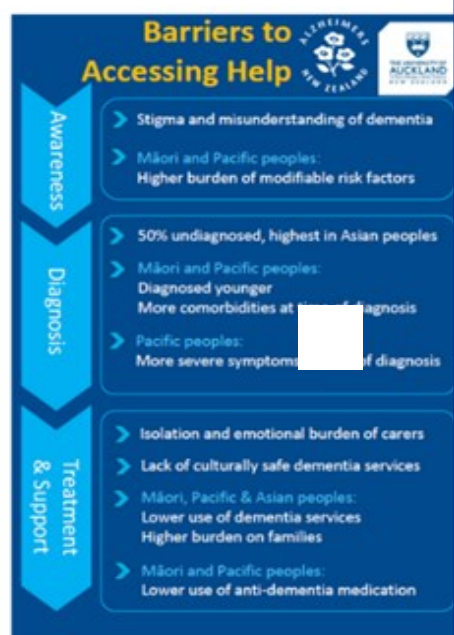 Barriers to
Accessing Help
ALZHEIMERS
NEW ZEALAND
THE UNIVERSITY OF
AUCKLAND
NEW ZEALAND
Awareness
Stigma and misunderstanding of dementia
Māori and Pacific peoples:
Higher burden of modifiable risk factors
Diagnosis
50% undiagnosed, highest in Asian peoples
Māori and Pacific peoples:
Diagnosed younger
More comorbidities at diagnosis
Pacific peoples:
More severe symptoms of diagnosis
Treatment
& Support
Isolation and emotional burden of carers
Lack of culturally safe dementia services
Māori, Pacific & Asian peoples:
Lower use of dementia services
Higher burden on families
Māori and Pacific peoples:
Lower use of anti-dementia medication